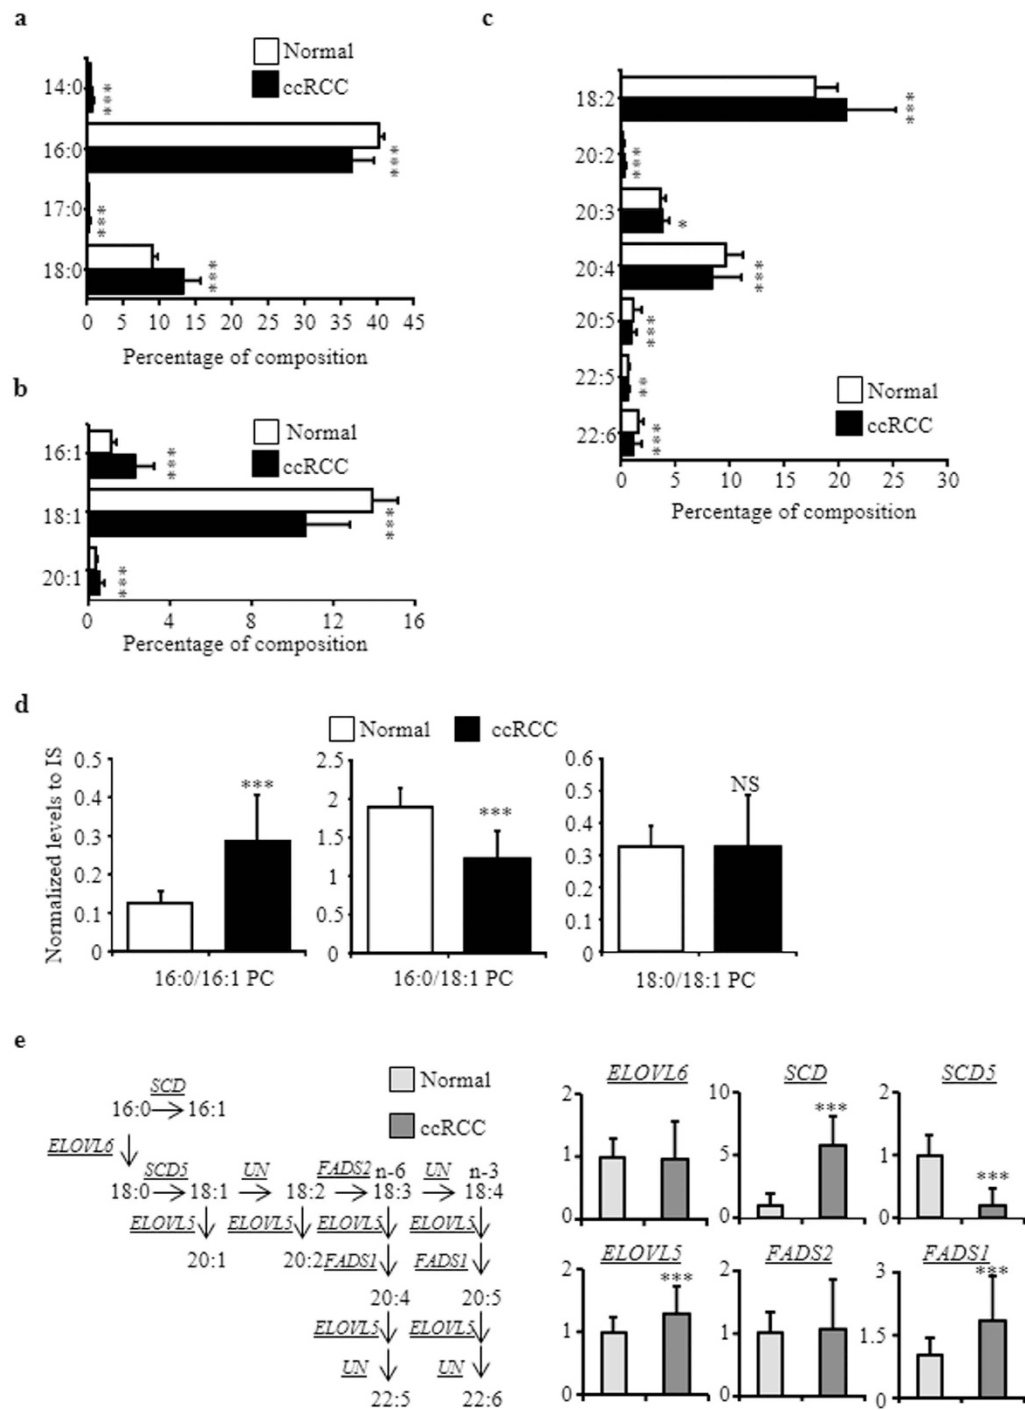 a
Normal
ccRCC
14:0
***
16:0
***
17:0
***
18:0
***
0 5 10 15 20 25 30 35 40 45
Percentage of composition
b
Normal
ccRCC
16:1
***
18:1
***
20:1
***
0 4 8 12 16
Percentage of composition
c
18:2
***
20:2
***
20:3
*
20:4
***
20:5
***
22:5
**
22:6
***
Normal
ccRCC
0 5 10 15 20 25 30
Percentage of composition
d
Normal ccRCC
Normalized levels to IS
0.5
0.4
0.3
0.2
0.1
0
***
16:0/16:1 PC
2.5
2
1.5
1
0.5
0
***
16:0/18:1 PC
0.6
0.5
0.4
0.3
0.2
0.1
0
NS
18:0/18:1 PC
e
Normal
ccRCC
SCD
16:0 → 16:1
ELOVL6 ↓
SCD5 UN FADS2 n-6 UN n-3
18:0 → 18:1 → 18:2 → 18:3 → 18:4
ELOVL5 ↓ ELOVL5 ↓ ELOVL5 ↓ ELOVL5 ↓
20:1 20:2 FADS1 ↓ FADS1 ↓
20:4 20:5
ELOVL5 ↓ ELOVL5 ↓
UN ↓ UN ↓
22:5 22:6
ELOVL6
2
1
0
SCD
10
5
0
***
SCD5
2
1
0
***
ELOVL5
2
1
0
***
FADS2
2
1
0
FADS1
3
1.5
0
***